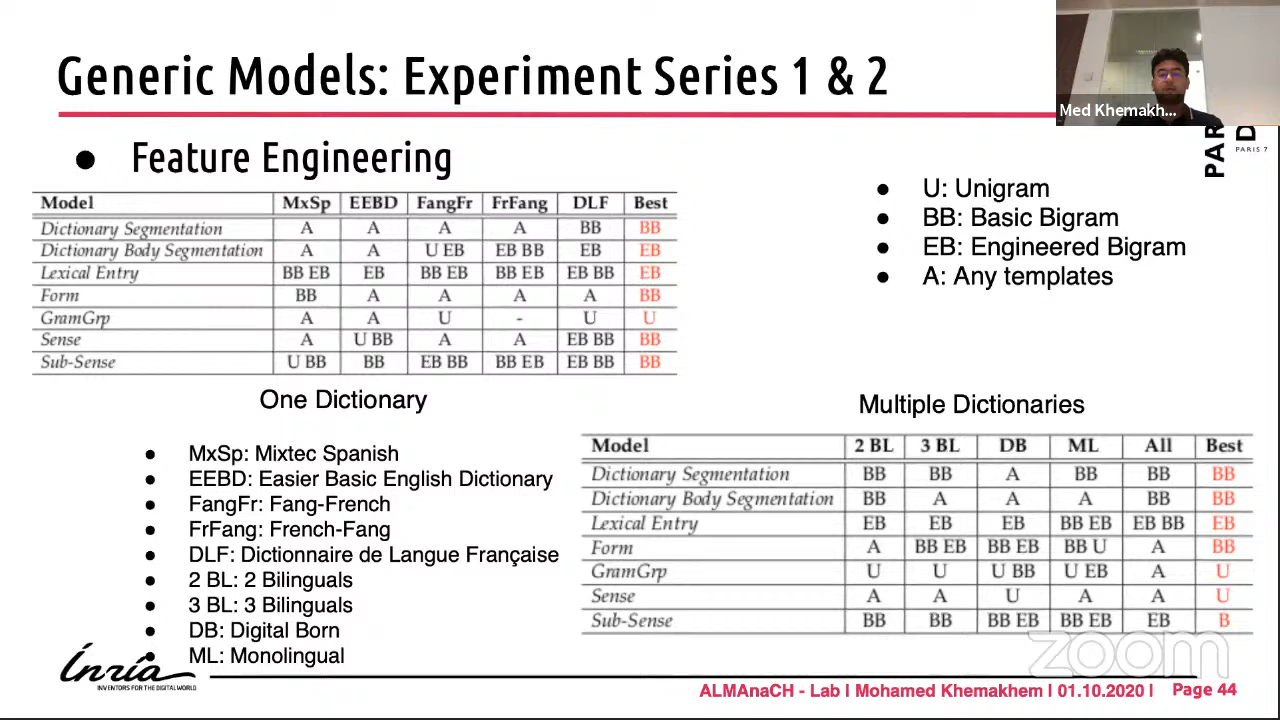 Generic Models: Experiment Series 1 & 2
Med Khemakh...
PARIS 7
● Feature Engineering
Model MxSp EEBD FangFr FrFang DLF Best
Dictionary Segmentation A A A A BB BB
Dictionary Body Segmentation A A U EB EB BB EB EB
Lexical Entry BB EB EB BB EB BB EB EB BB EB
Form BB A A A A BB
GramGrp A A U - U U
Sense A U BB A A EB BB BB
Sub-Sense U BB BB EB BB BB EB EB BB BB
One Dictionary
● U: Unigram
● BB: Basic Bigram
● EB: Engineered Bigram
● A: Any templates
● MxSp: Mixtec Spanish
● EEBD: Easier Basic English Dictionary
● FangFr: Fang-French
● FrFang: French-Fang
● DLF: Dictionnaire de Langue Française
● 2 BL: 2 Bilinguals
● 3 BL: 3 Bilinguals
● DB: Digital Born
● ML: Monolingual
Multiple Dictionaries
Model 2 BL 3 BL DB ML All Best
Dictionary Segmentation BB BB A BB BB BB
Dictionary Body Segmentation BB A A A BB BB
Lexical Entry EB EB EB BB EB EB BB EB
Form A BB EB BB EB BB U A BB
GramGrp U U U BB U EB A U
Sense A A U A A U
Sub-Sense BB BB BB EB BB EB EB B
zoom
Inria
INVENTORS FOR THE DIGITAL WORLD
ALMAnaCH - Lab | Mohamed Khemakhem | 01.10.2020 | Page 44